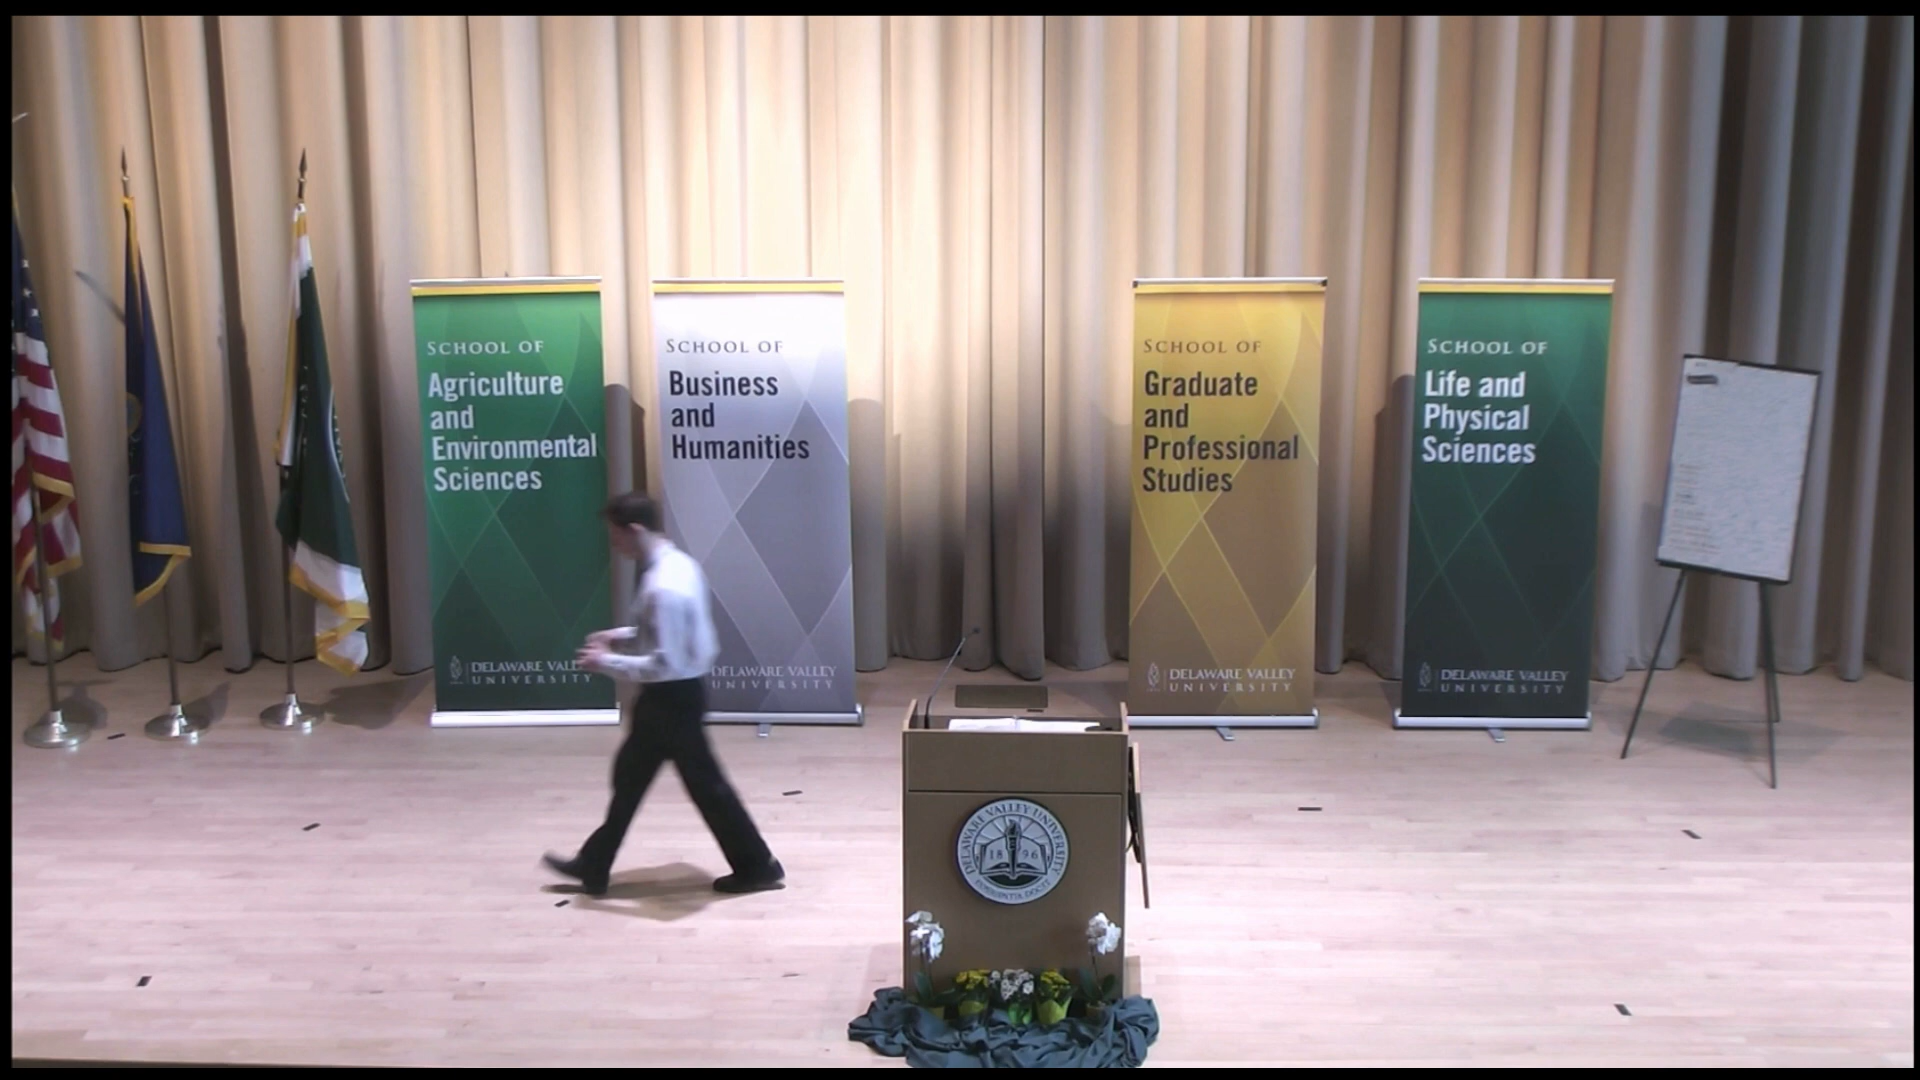 SCHOOL OF
Agriculture
and
Environmental
Sciences
DELAWARE VALL
UNIVERSITY
SCHOOL OF
Business
and
Humanities
DELAWARE VALLEY
UNIVERSITY
SCHOOL OF
Graduate
and
Professional
Studies
DELAWARE VALLEY
UNIVERSITY
SCHOOL OF
Life and
Physical
Sciences
DELAWARE VALLEY
UNIVERSITY
DELAWARE VALLEY UNIVERSITY
18 96